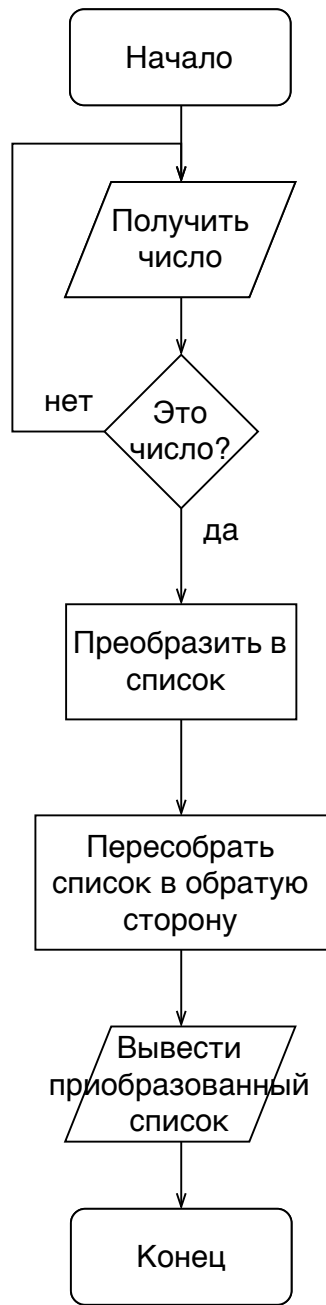 Начало
Получить
число
нет
Это
число?
да
Преобразить в
список
Пересобрать
список в обратую
сторону
Вывести
приобразованный
список
Конец